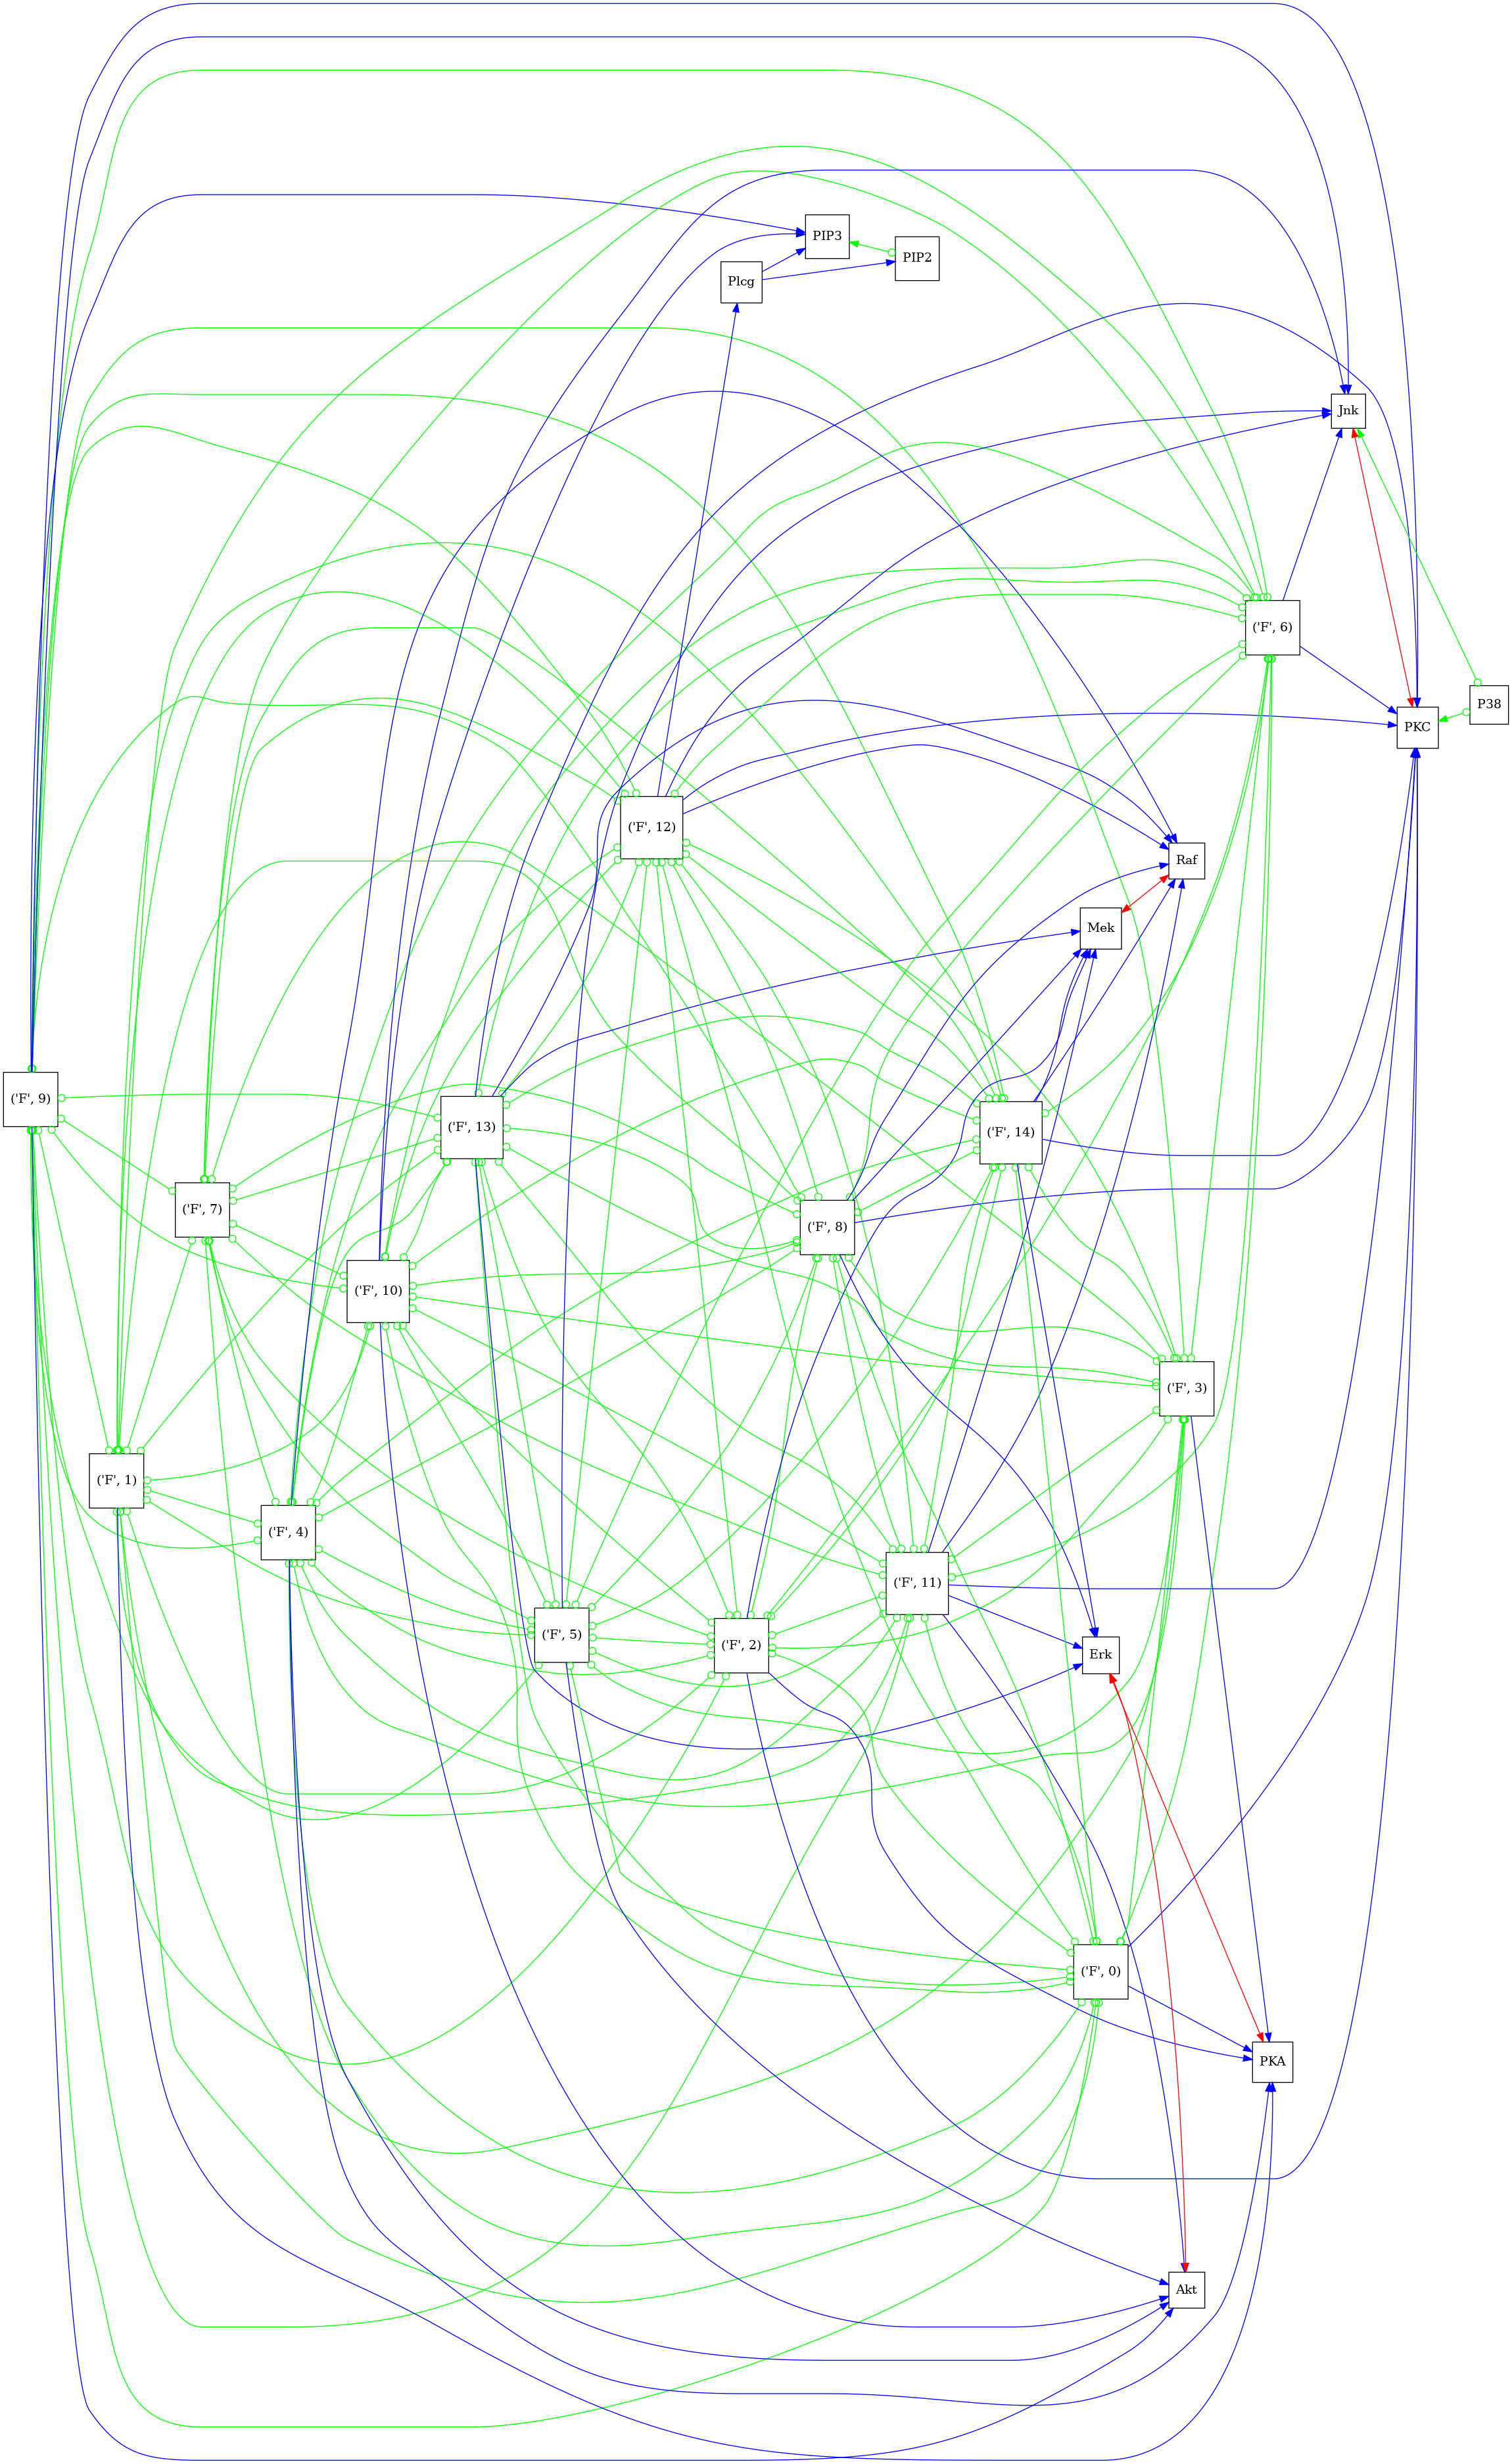 PIP3
PIP2
Plcg
Jnk
('F', 6)
P38
PKC
('F', 12)
Raf
Mek
('F', 9)
('F', 13)
('F', 14)
('F', 7)
('F', 8)
('F', 10)
('F', 3)
('F', 1)
('F', 4)
('F', 11)
('F', 5)
('F', 2)
Erk
('F', 0)
PKA
Akt